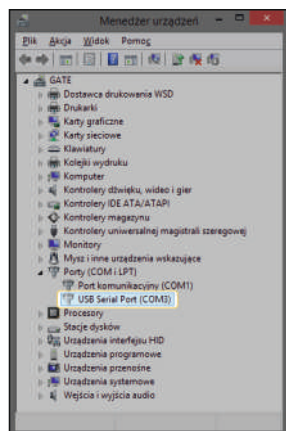 Menedżer urządzeń
Plik Akcja Widok Pomoc
GATE
Dostawca drukowania WSD
Drukarki
Karty graficzne
Karty sieciowe
Klawiatury
Kolejki wydruku
Komputer
Kontrolery dźwięku, wideo i gier
Kontrolery IDE ATA/ATAPI
Kontrolery magazynu
Kontrolery uniwersalnej magistrali szeregowej
Monitory
Mysz i inne urządzenia wskazujące
Porty (COM i LPT)
Port komunikacyjny (COM1)
USB Serial Port (COM3)
Procesory
Stacje dysków
Urządzenia interfejsu HID
Urządzenia programowe
Urządzenia przenośne
Urządzenia systemowe
Wejścia i wyjścia audio